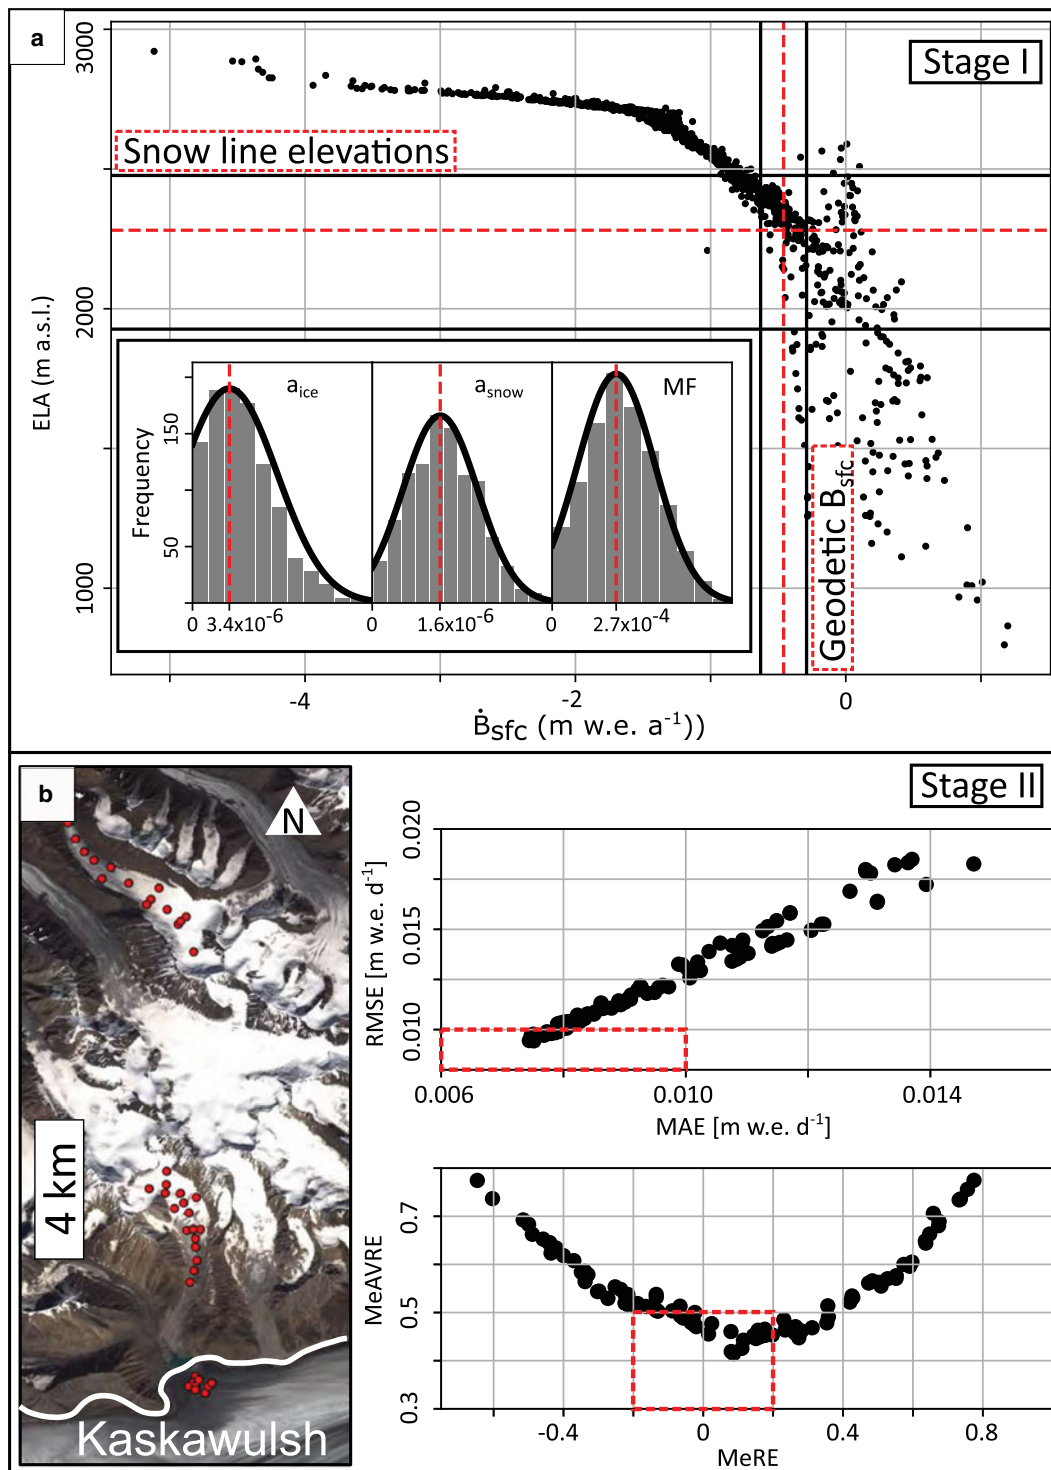 a
Stage I
3000
2000
1000
ELA (m a.s.l.)
Snow line elevations
Geodetic B_sfc
a_ice
a_snow
MF
Frequency
150
50
0
3.4x10⁻⁶
0
1.6x10⁻⁶
0
2.7x10⁻⁴
-4
-2
0
Ḃsfc (m w.e. a⁻¹))
b
N
4 km
Kaskawulsh
Stage II
0.020
0.015
0.010
RMSE [m w.e. d⁻¹]
0.006
0.010
0.014
MAE [m w.e. d⁻¹]
0.7
0.5
0.3
MeAVRE
-0.4
0
0.4
0.8
MeRE